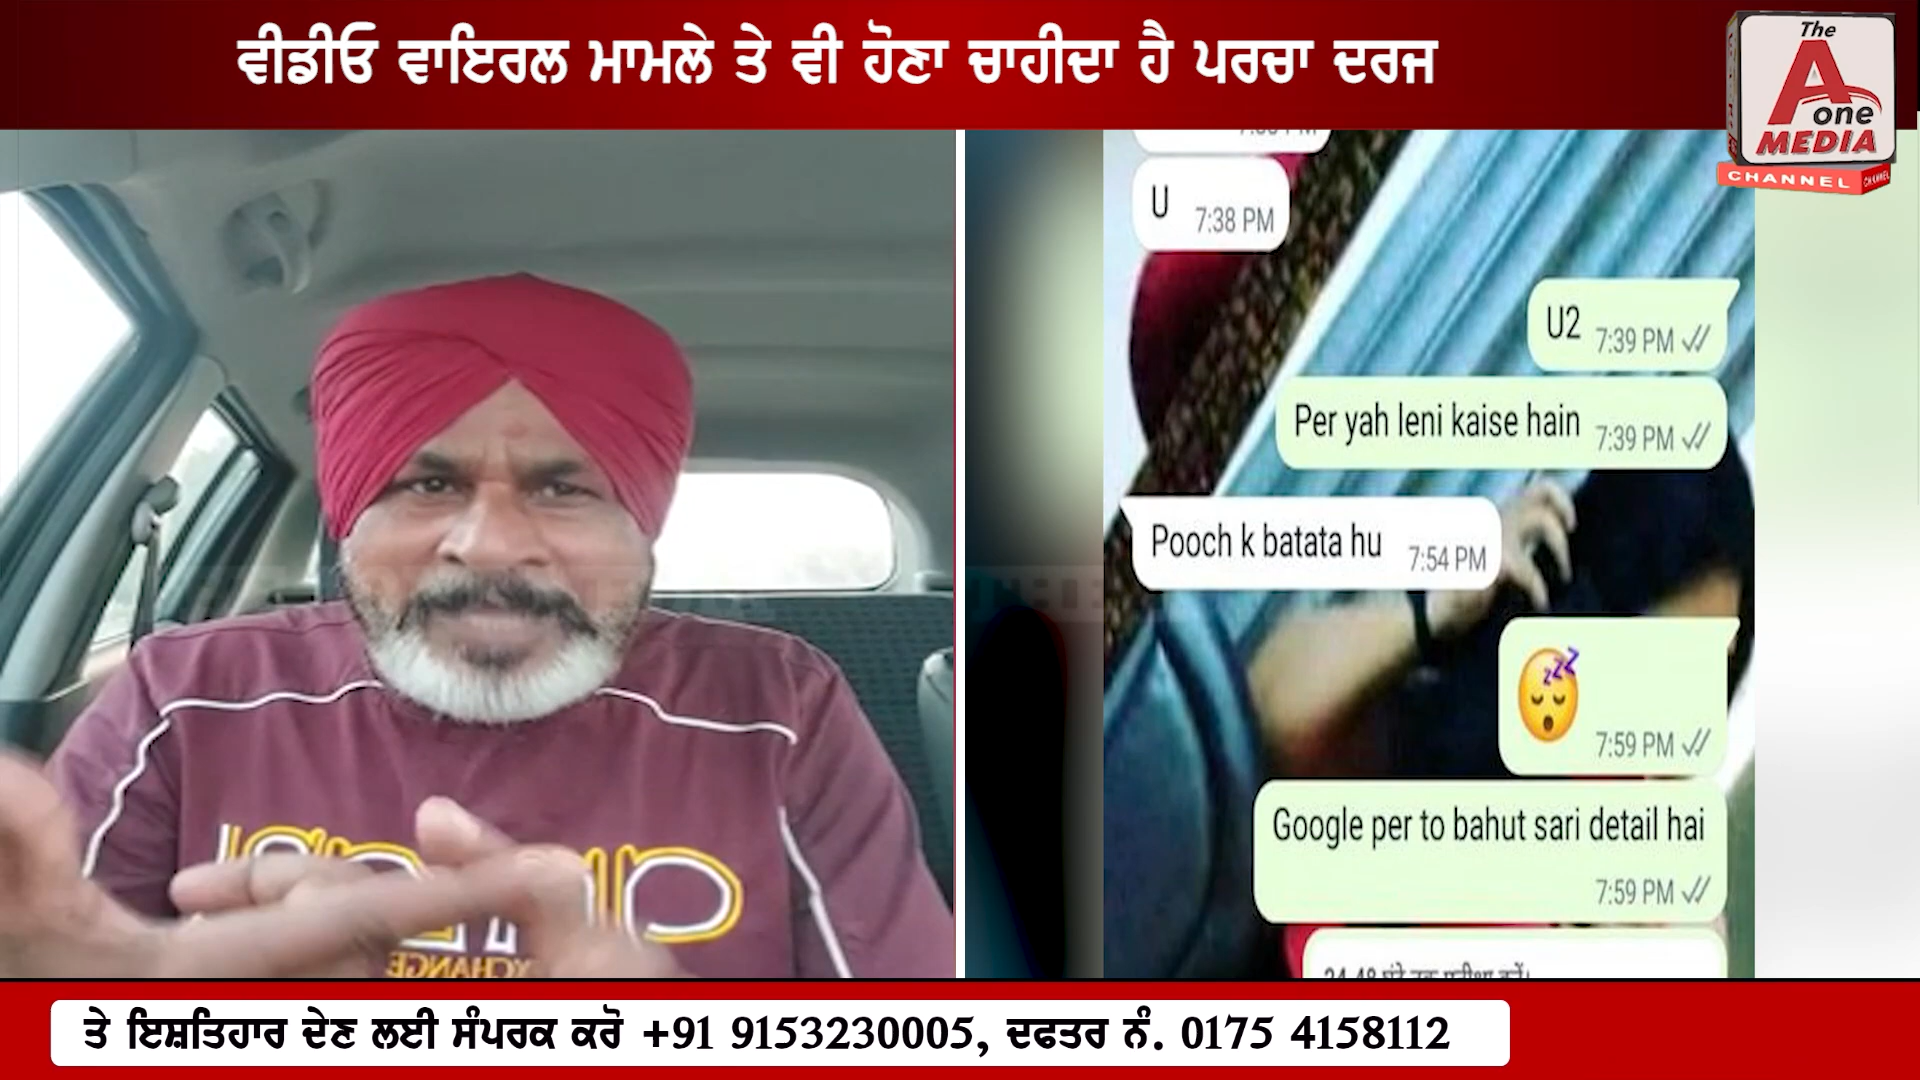 ਵੀਡੀਓ ਵਾਇਰਲ ਮਾਮਲੇ ਤੇ ਵੀ ਹੋਣਾ ਚਾਹੀਦਾ ਹੈ ਪਰਚਾ ਦਰਜ
The
A one
MEDIA
CHANNEL
CHANNEL
U 7:38 PM
U2 7:39 PM
Per yah leni kaise hain 7:39 PM
Pooch k batata hu 7:54 PM
7:59 PM
Google per to bahut sari detail hai
7:59 PM
ਤੇ ਇਸ਼ਤਿਹਾਰ ਦੇਣ ਲਈ ਸੰਪਰਕ ਕਰੋ +91 9153230005, ਦਫਤਰ ਨੰ. 0175 4158112